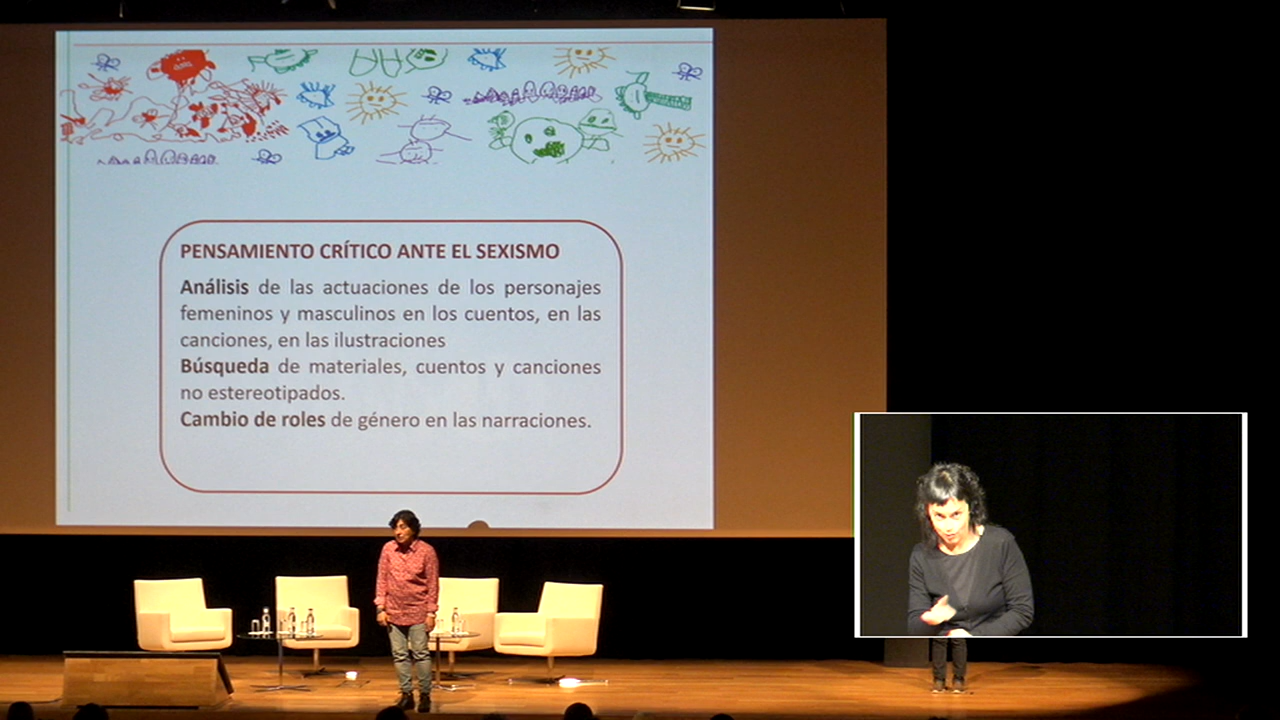 PENSAMIENTO CRÍTICO ANTE EL SEXISMO
Análisis de las actuaciones de los personajes
femeninos y masculinos en los cuentos, en las
canciones, en las ilustraciones
Búsqueda de materiales, cuentos y canciones
no estereotipados.
Cambio de roles de género en las narraciones.